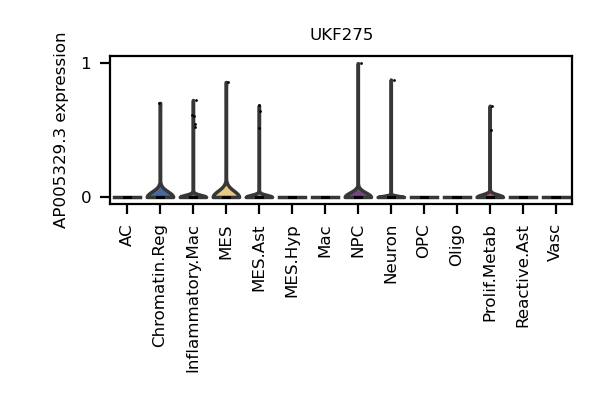 UKF275
AP005329.3 expression
1
0
AC
Chromatin.Reg
Inflammatory.Mac
MES
MES.Ast
MES.Hyp
Mac
NPC
Neuron
OPC
Oligo
Prolif.Metab
Reactive.Ast
Vasc